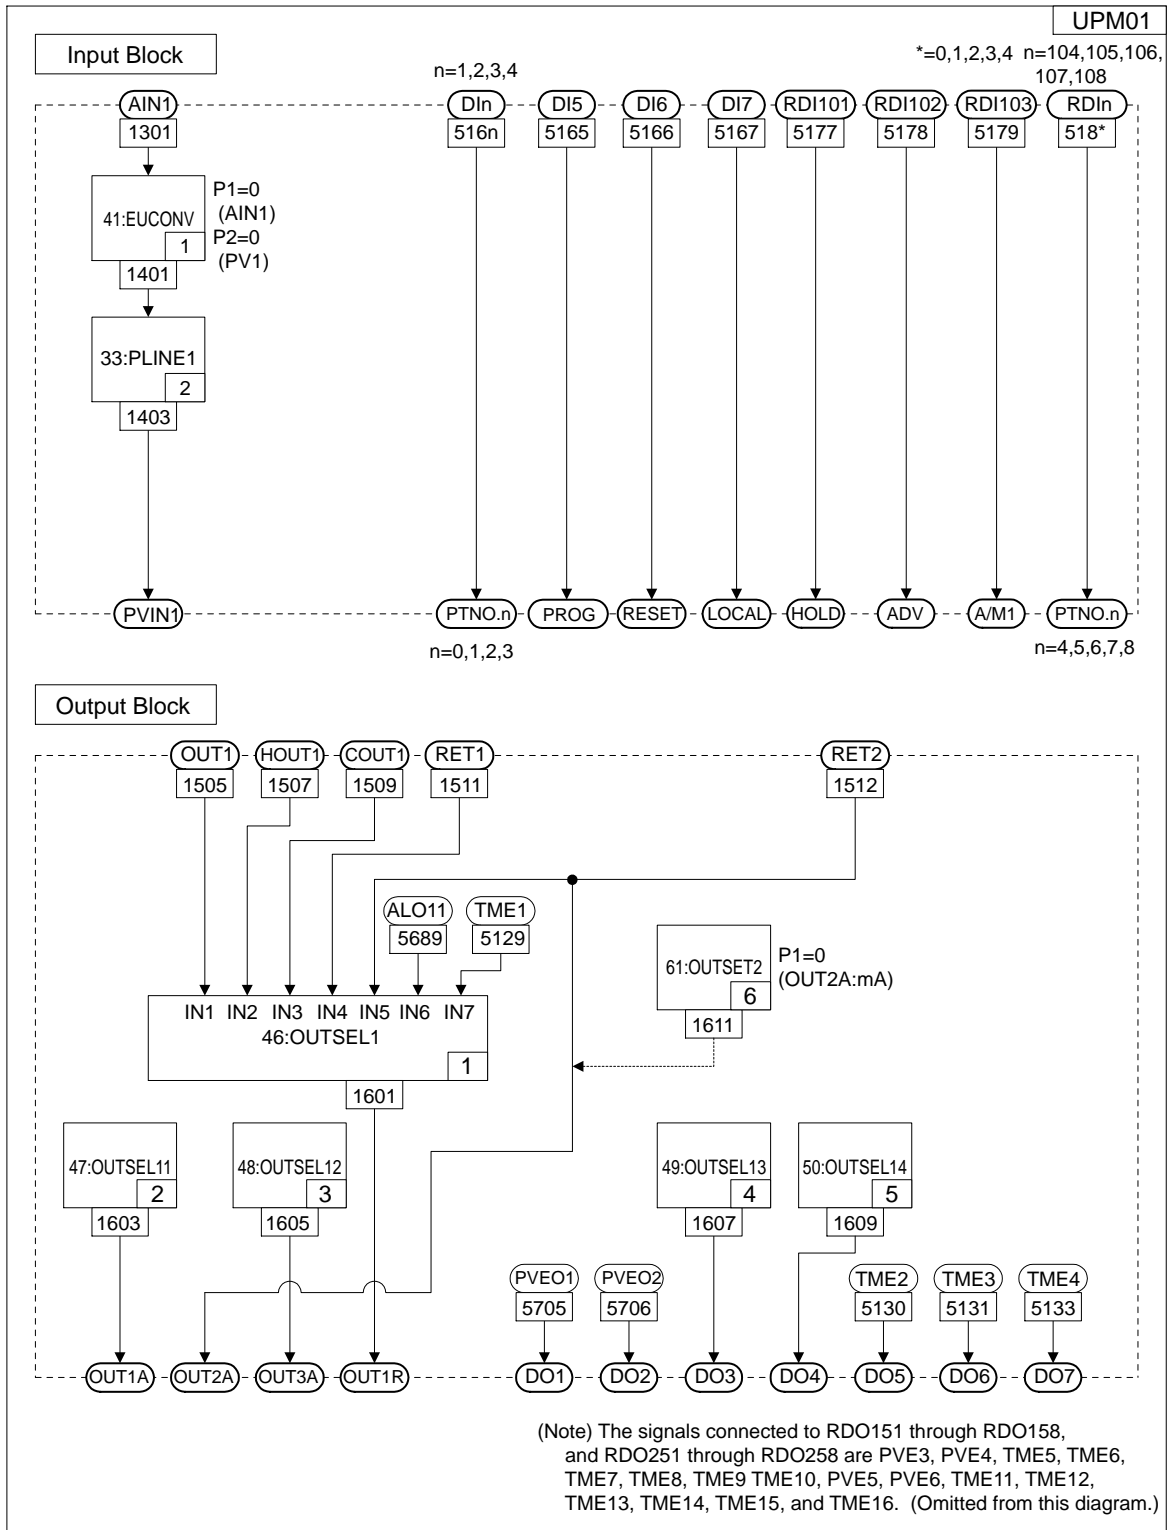 UPM01
Input Block
*=0,1,2,3,4 n=104,105,106,
107,108
n=1,2,3,4
AIN1 DIn DI5 DI6 DI7 RDI101 RDI102 RDI103 RDIn
1301 516n 5165 5166 5167 5177 5178 5179 518*
41:EUCONV
1
P1=0
(AIN1)
P2=0
(PV1)
1401
33:PLINE1
2
1403
PVIN1 PTNO.n PROG RESET LOCAL HOLD ADV A/M1 PTNO.n
n=0,1,2,3 n=4,5,6,7,8
Output Block
OUT1 HOUT1 COUT1 RET1 RET2
1505 1507 1509 1511 1512
ALO11 TME1
5689 5129
61:OUTSET2
6
P1=0
(OUT2A:mA)
1611
IN1 IN2 IN3 IN4 IN5 IN6 IN7
46:OUTSEL1
1
1601
47:OUTSEL11 48:OUTSEL12 49:OUTSEL13 50:OUTSEL14
2 3 4 5
1603 1605 1607 1609
PVEO1 PVEO2 TME2 TME3 TME4
5705 5706 5130 5131 5133
OUT1A OUT2A OUT3A OUT1R DO1 DO2 DO3 DO4 DO5 DO6 DO7
(Note) The signals connected to RDO151 through RDO158,
and RDO251 through RDO258 are PVE3, PVE4, TME5, TME6,
TME7, TME8, TME9 TME10, PVE5, PVE6, TME11, TME12,
TME13, TME14, TME15, and TME16. (Omitted from this diagram.)